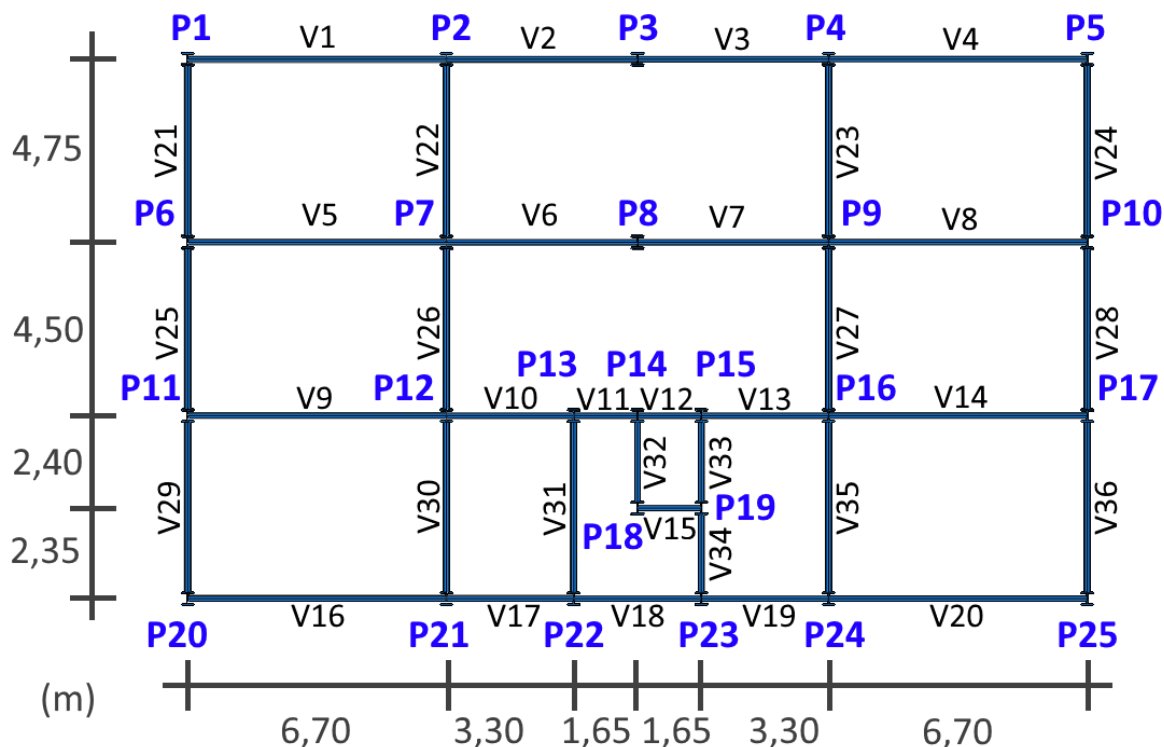 P1 P2 P3 P4 P5
V1 V2 V3 V4
4,75 V21 V22 V23 V24
P6 P7 P8 P9 P10
V5 V6 V7 V8
4,50 V25 V26 V27 V28
P13 P14 P15
P11 P12 P16 P17
V9 V10 V11 V12 V13 V14
2,40 V32 V33
V29 V30 V31 P19 V35 V36
2,35 P18 V15 V34
V16 V17 V18 V19 V20
P20 P21 P22 P23 P24 P25
(m)
6,70 3,30 1,65 1,65 3,30 6,70